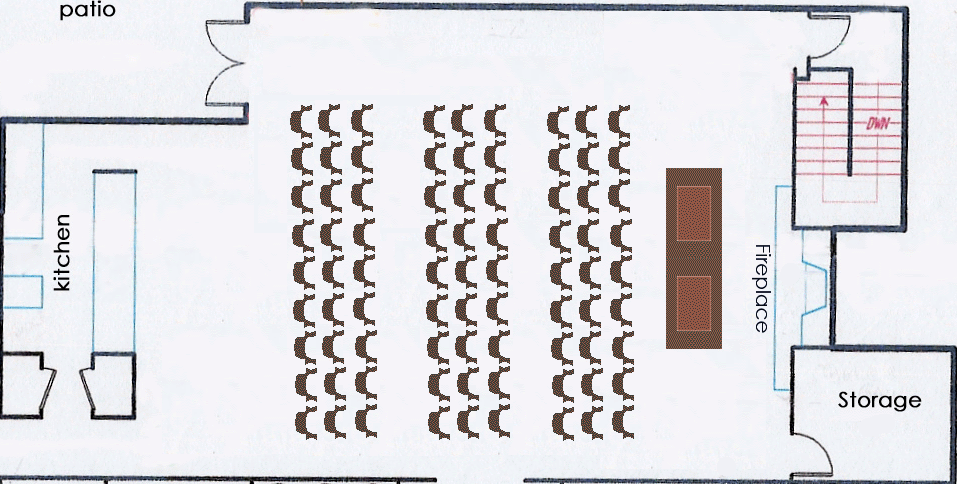 patio
DWN
kitchen
Fireplace
Storage